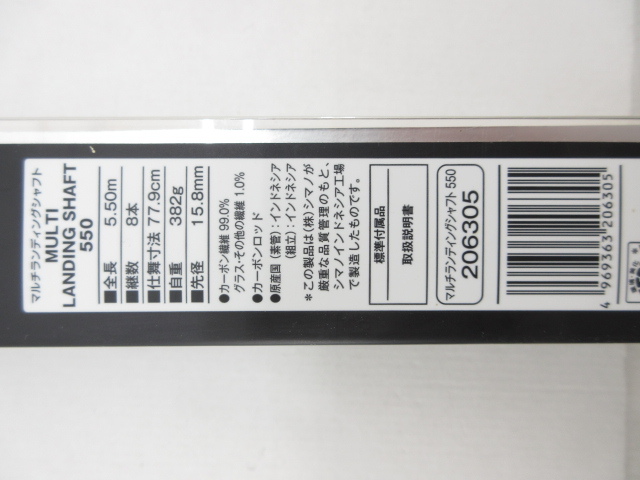 マルチランディングシャフト
MULTI
LANDING SHAFT
550
■全長 5.50m
■継数 8本
■仕舞寸法 77.9cm
■自重 382g
■先径 15.8mm
●カーボン繊維 99.0%
グラス・その他の繊維 1.0%
●カーボンロッド
●原産国(素管):インドネシア
(組立):インドネシア
*この製品は(株)シマノが
厳重な品質管理のもと、
シマノインドネシア工場
で製造したものです。
標準付属品
取扱説明書
マルチランディングシャフト 550
206305
4 969363 206305